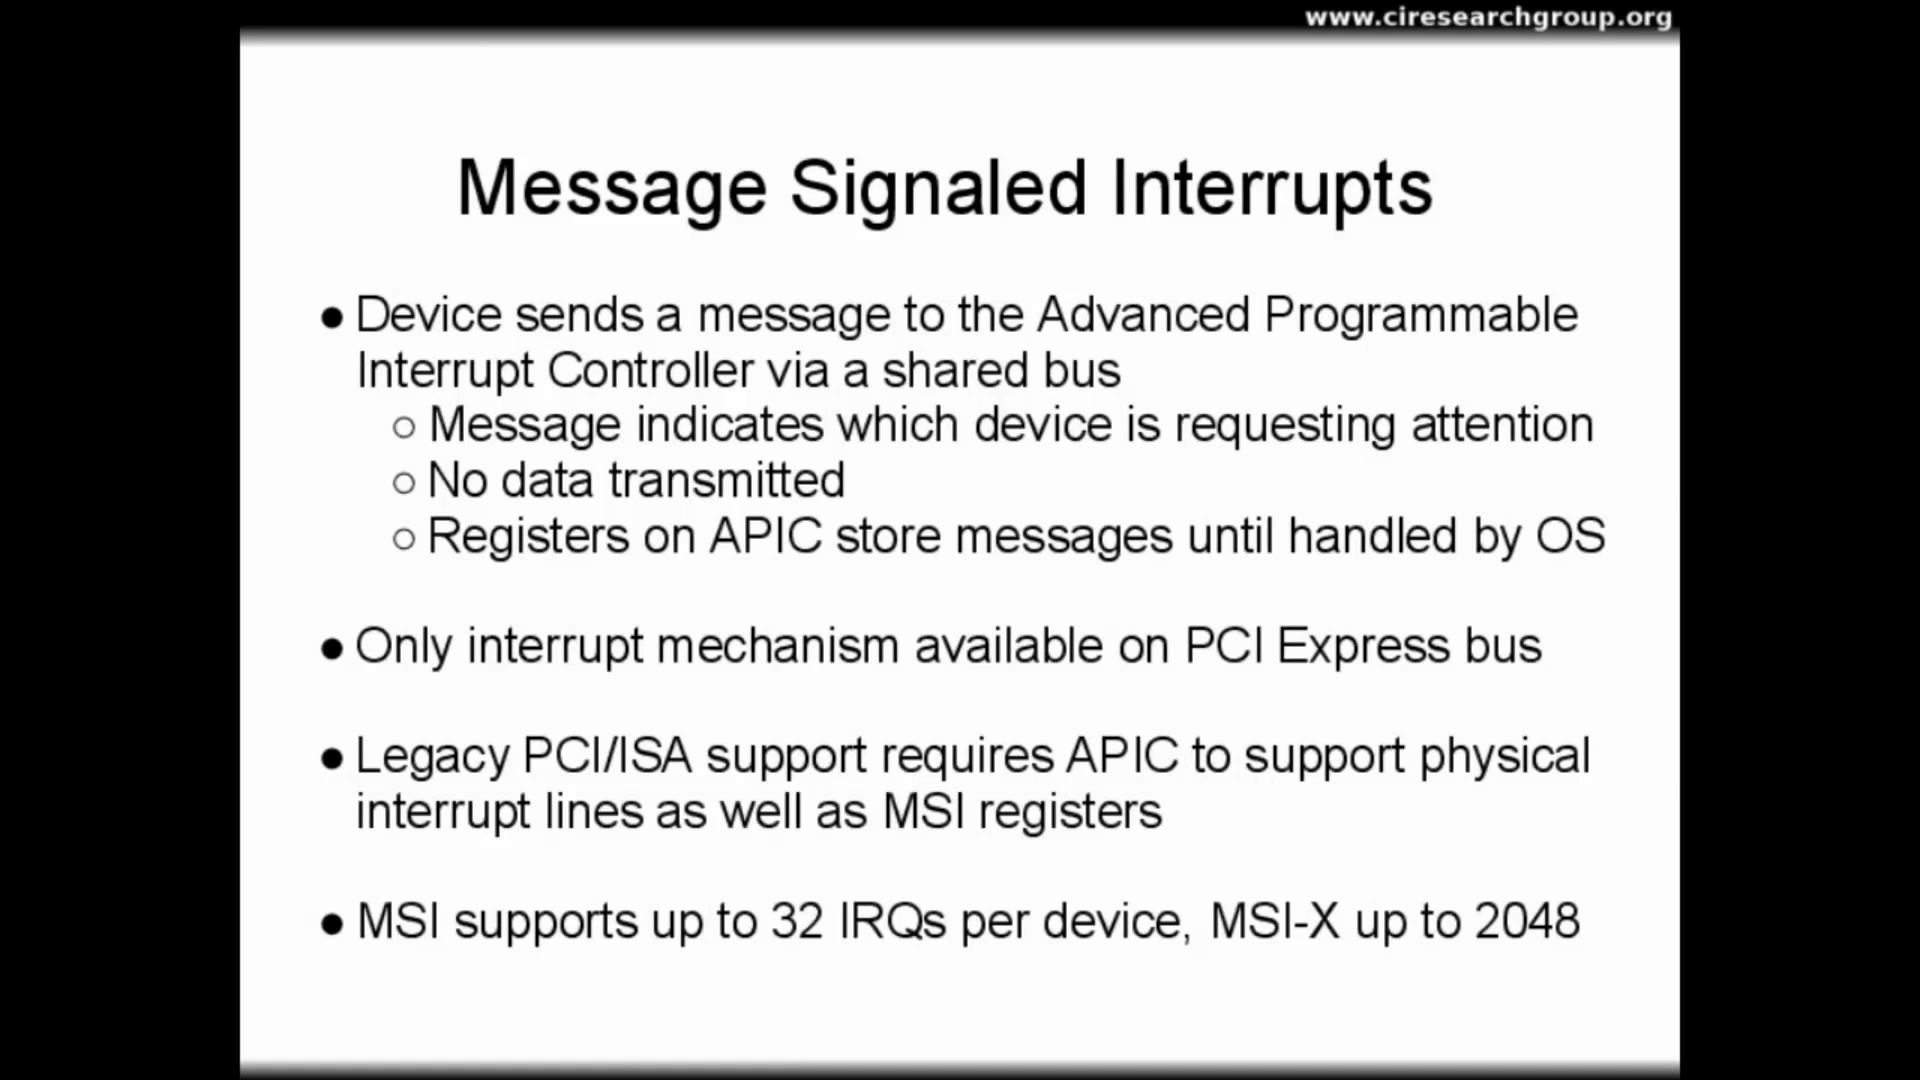 www.ciresearchgroup.org
Message Signaled Interrupts
● Device sends a message to the Advanced Programmable
Interrupt Controller via a shared bus
○ Message indicates which device is requesting attention
○ No data transmitted
○ Registers on APIC store messages until handled by OS
● Only interrupt mechanism available on PCI Express bus
● Legacy PCI/ISA support requires APIC to support physical
interrupt lines as well as MSI registers
● MSI supports up to 32 IRQs per device, MSI-X up to 2048